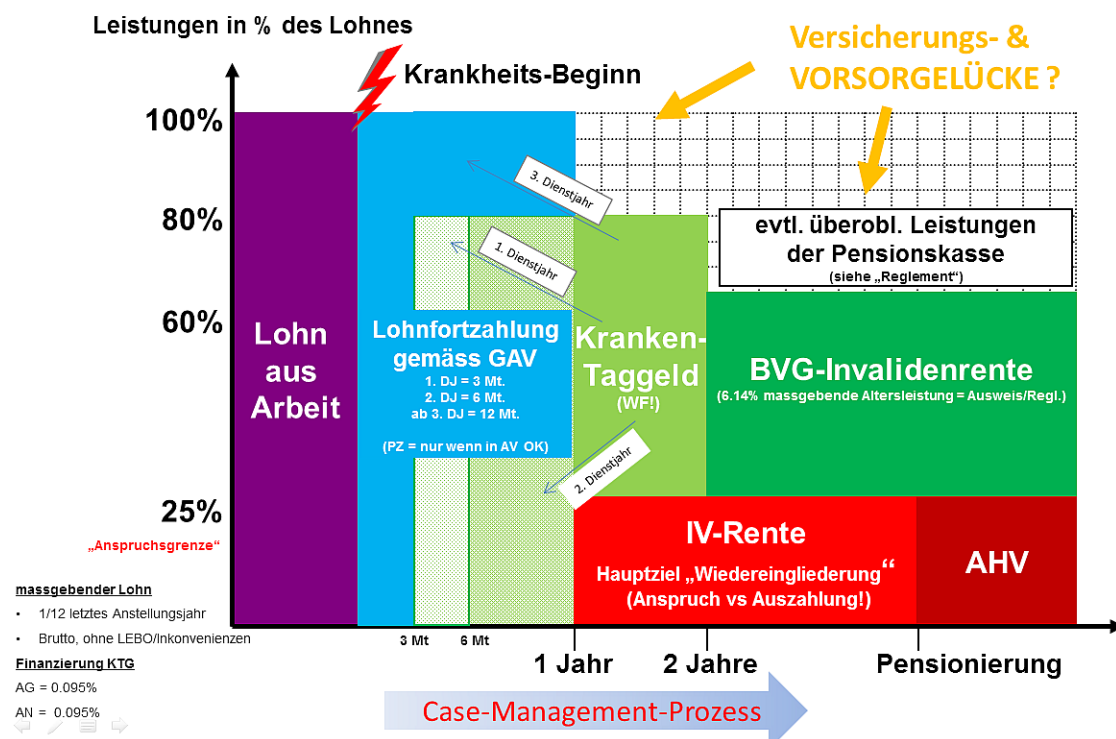 Leistungen in % des Lohnes
Versicherungs- &
VORSORGELÜCKE ?
Krankheits-Beginn
100%
80%
60%
25%
„Anspruchsgrenze“
3. Dienstjahr
1. Dienstjahr
2. Dienstjahr
evtl. überobl. Leistungen
der Pensionskasse
(siehe „Reglement“)
Lohn
aus
Arbeit
Lohnfortzahlung
gemäss GAV
1. DJ = 3 Mt.
2. DJ = 6 Mt.
ab 3. DJ = 12 Mt.
(PZ = nur wenn in AV OK)
Kranken-
Taggeld
(WF!)
BVG-Invalidenrente
(6.14% massgebende Altersleistung = Ausweis/Regl.)
IV-Rente
Hauptziel „Wiedereingliederung“
(Anspruch vs Auszahlung!)
AHV
massgebender Lohn
• 1/12 letztes Anstellungsjahr
• Brutto, ohne LEBO/Inkonvenienzen
Finanzierung KTG
AG = 0.095%
AN = 0.095%
3 Mt
6 Mt
1 Jahr
2 Jahre
Pensionierung
Case-Management-Prozess